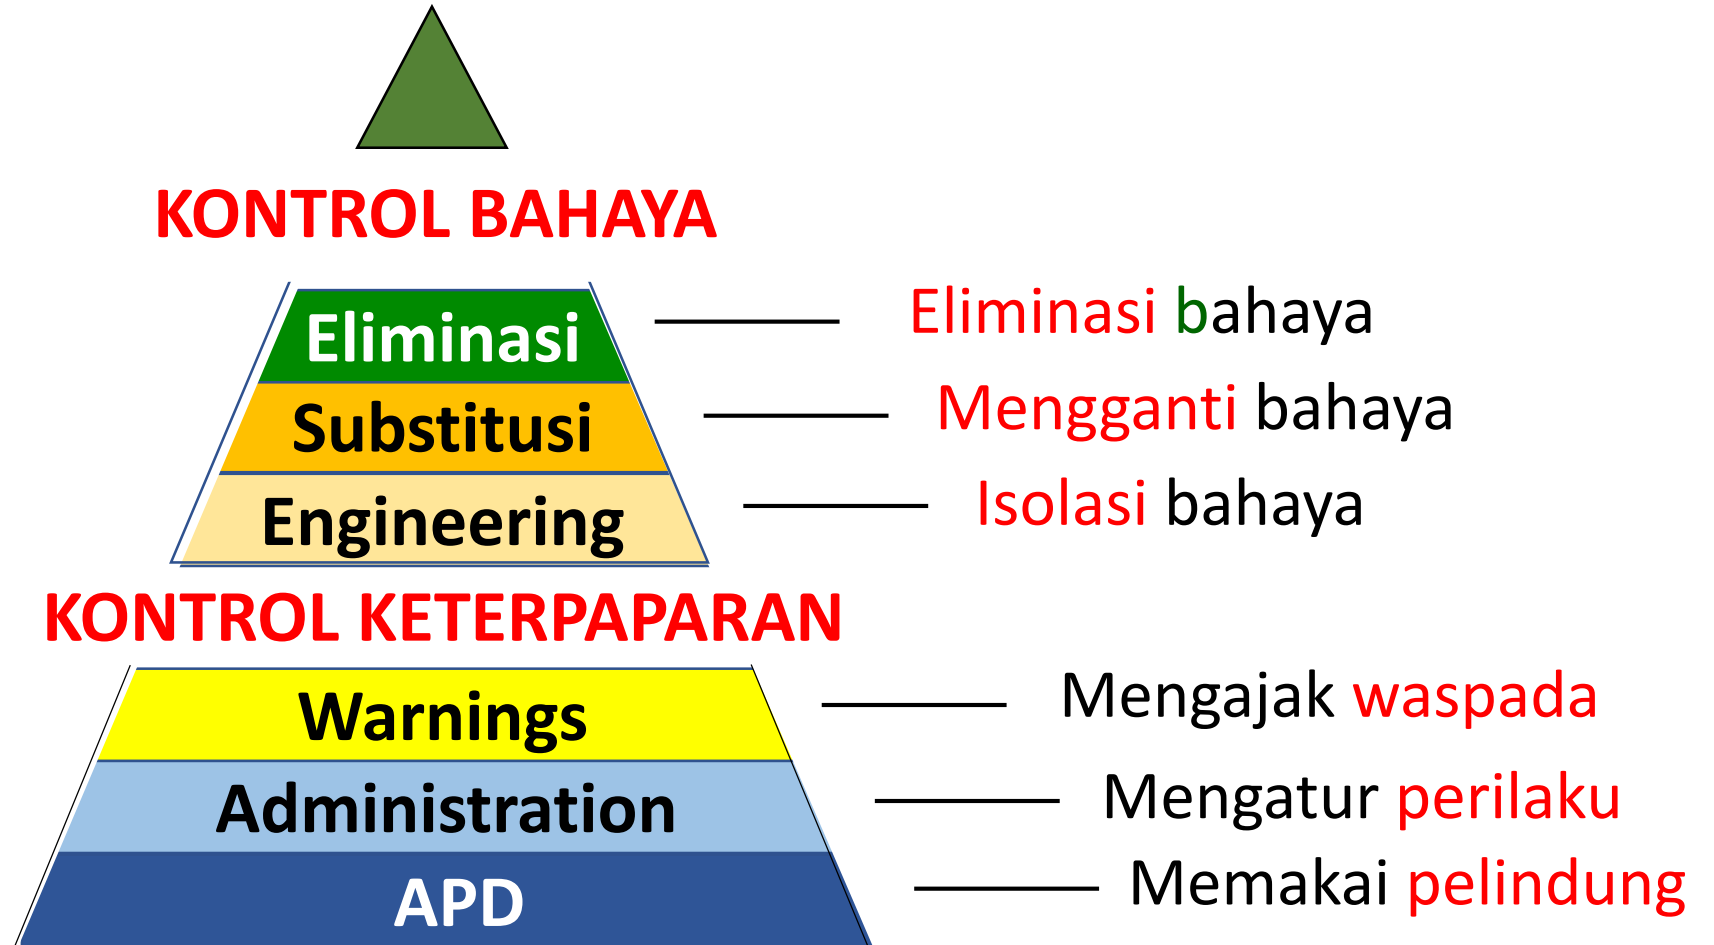 KONTROL BAHAYA
Eliminasi Eliminasi bahaya
Substitusi Mengganti bahaya
Engineering Isolasi bahaya
KONTROL KETERPAPARAN
Warnings Mengajak waspada
Administration Mengatur perilaku
APD Memakai pelindung